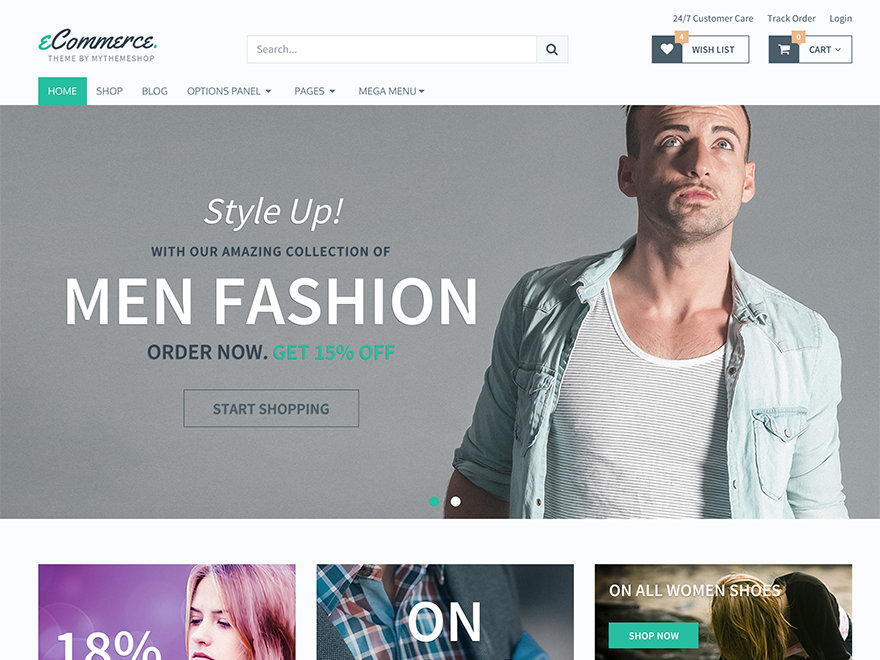 24/7 Customer Care Track Order Login
eCommerce.
THEME BY MYTHEMESHOP
Search...
4
WISH LIST
0
CART
HOME SHOP BLOG OPTIONS PANEL PAGES MEGA MENU
Style Up!
WITH OUR AMAZING COLLECTION OF
MEN FASHION
ORDER NOW. GET 15% OFF
START SHOPPING
18%
ON
ON ALL WOMEN SHOES
SHOP NOW